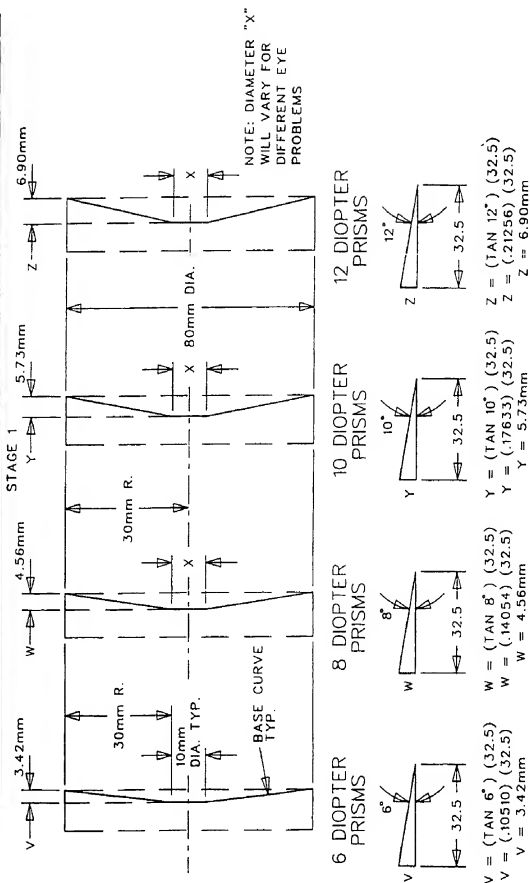 STAGE 1
3.42mm
4.56mm
5.73mm
6.90mm
V
W
Y
Z
30mm R.
30mm R.
10mm
DIA. TYP.
BASE CURVE
TYP.
X
X
80mm DIA.
X
NOTE: DIAMETER "X"
WILL VARY FOR
DIFFERENT EYE
PROBLEMS
6 DIOPTER
PRISMS
8 DIOPTER
PRISMS
10 DIOPTER
PRISMS
12 DIOPTER
PRISMS
6°
V
32.5
8°
W
32.5
10°
Y
32.5
12°
Z
32.5
V = (TAN 6°) (32.5)
V = (.10510) (32.5)
V = 3.42mm
W = (TAN 8°) (32.5)
W = (.14054) (32.5)
W = 4.56mm
Y = (TAN 10°) (32.5)
Y = (.17633) (32.5)
Y = 5.73mm
Z = (TAN 12°) (32.5)
Z = (.21256) (32.5)
Z = 6.90mm